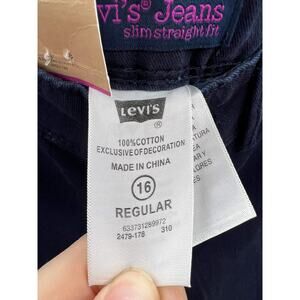 vi's® Jeans
slim straight fit
LEVI'S
®
100% COTTON
EXCLUSIVE OF DECORATION
MADE IN CHINA
16
REGULAR
633731289972
2479-178 310